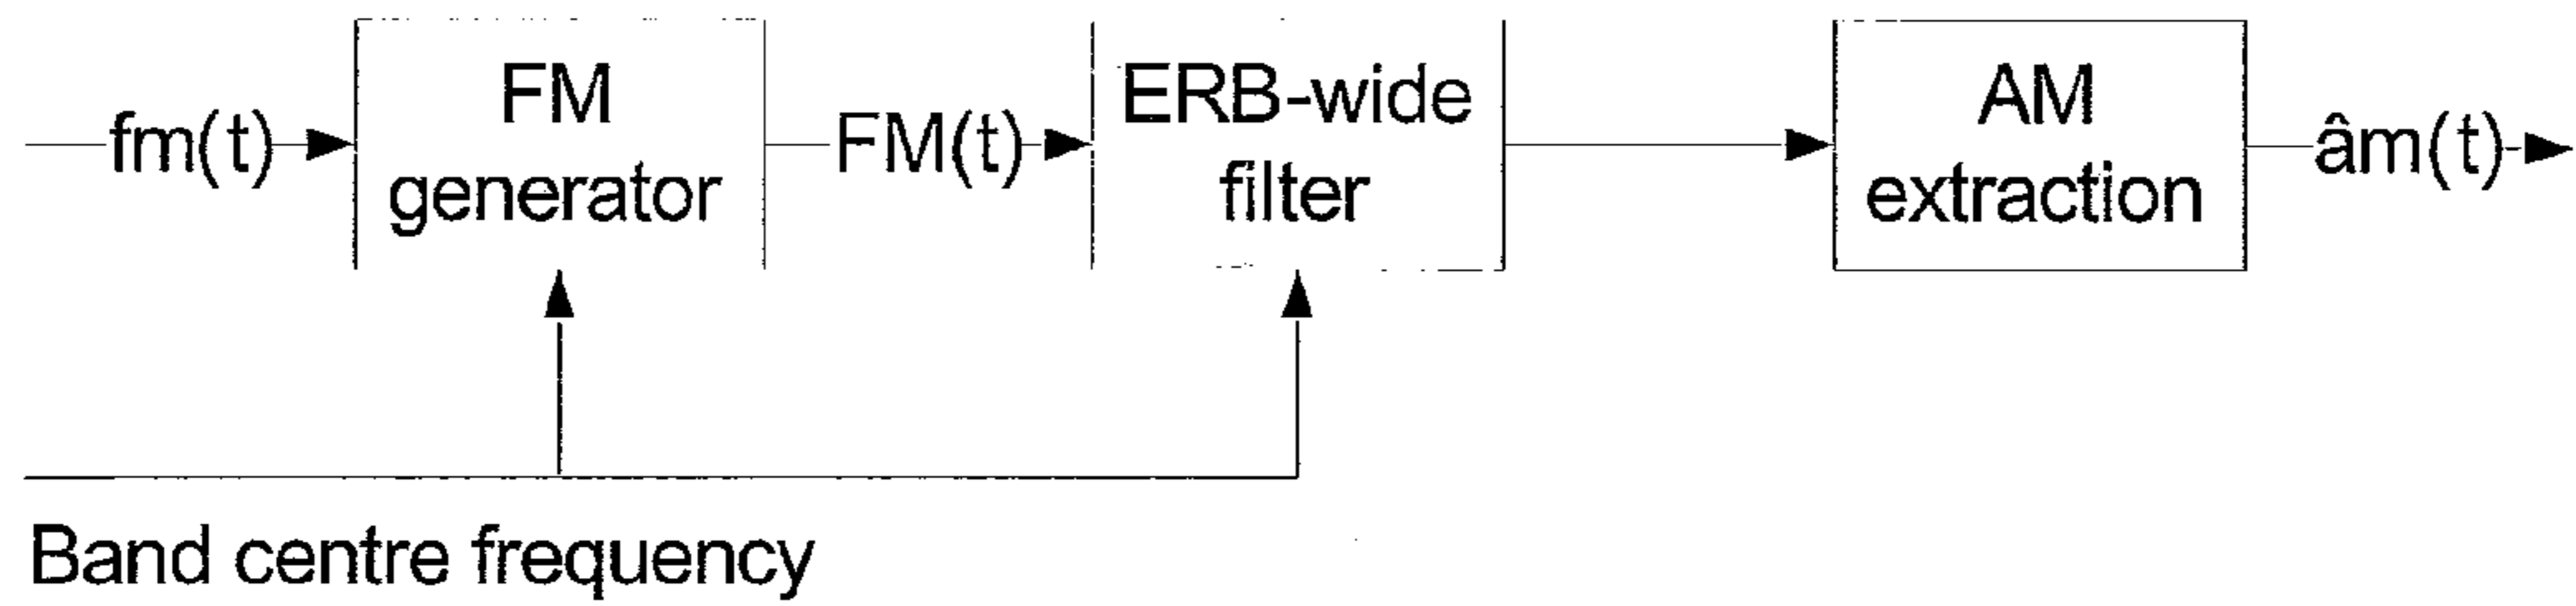 fm(t)
FM
generator
FM(t)
ERB-wide
filter
AM
extraction
âm(t)
Band centre frequency